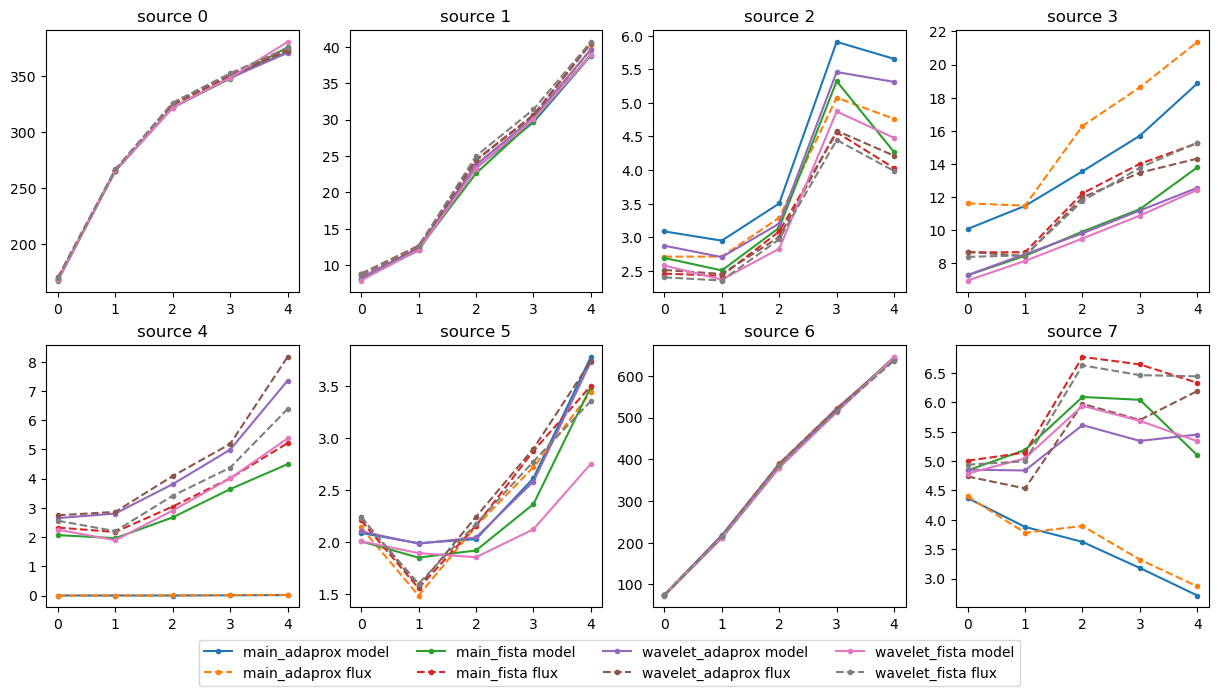 source 0
source 1
source 2
source 3
350
300
250
200
0 1 2 3 4
40
35
30
25
20
15
10
0 1 2 3 4
6.0
5.5
5.0
4.5
4.0
3.5
3.0
2.5
0 1 2 3 4
22
20
18
16
14
12
10
8
0 1 2 3 4
source 4
source 5
source 6
source 7
8
7
6
5
4
3
2
1
0
0 1 2 3 4
3.5
3.0
2.5
2.0
1.5
0 1 2 3 4
600
500
400
300
200
100
0 1 2 3 4
6.5
6.0
5.5
5.0
4.5
4.0
3.5
3.0
0 1 2 3 4
main_adaprox model
main_fista model
wavelet_adaprox model
wavelet_fista model
main_adaprox flux
main_fista flux
wavelet_adaprox flux
wavelet_fista flux